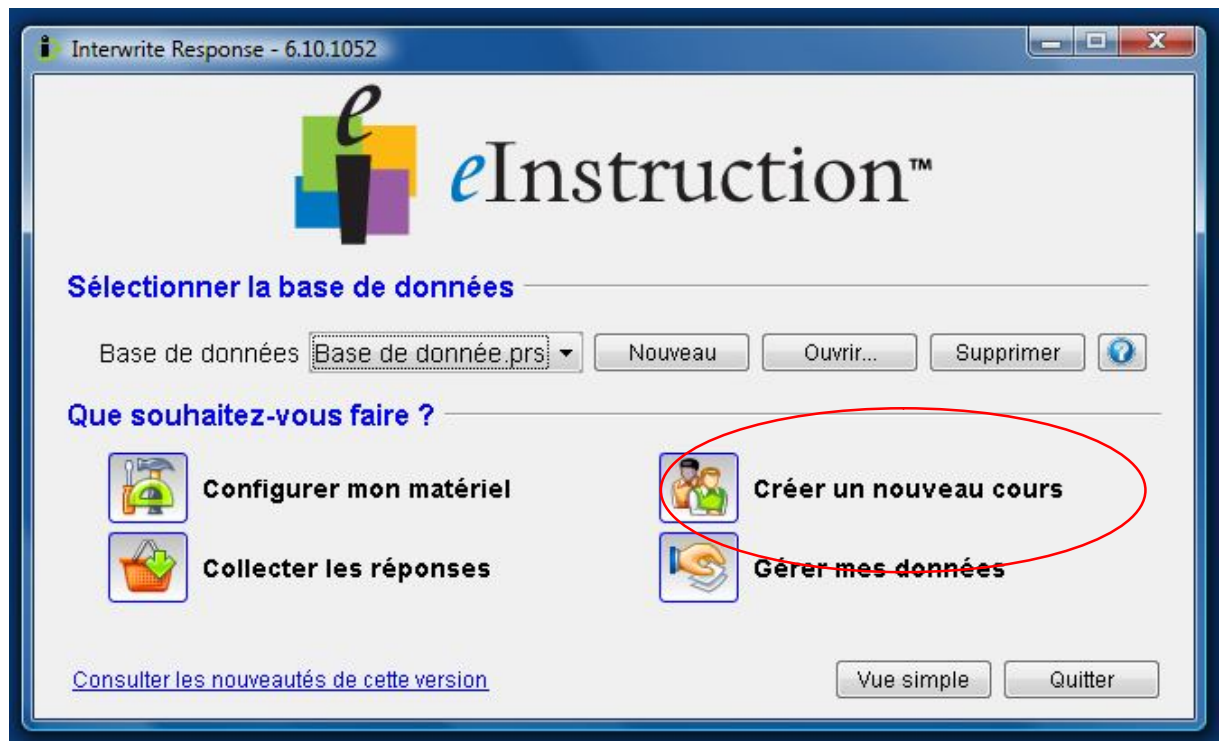 Interwrite Response - 6.10.1052
eInstruction™
Sélectionner la base de données
Base de données Base de donnée.prs Nouveau Ouvrir... Supprimer ?
Que souhaitez-vous faire ?
Configurer mon matériel Créer un nouveau cours
Collecter les réponses Gérer mes données
Consulter les nouveautés de cette version Vue simple Quitter